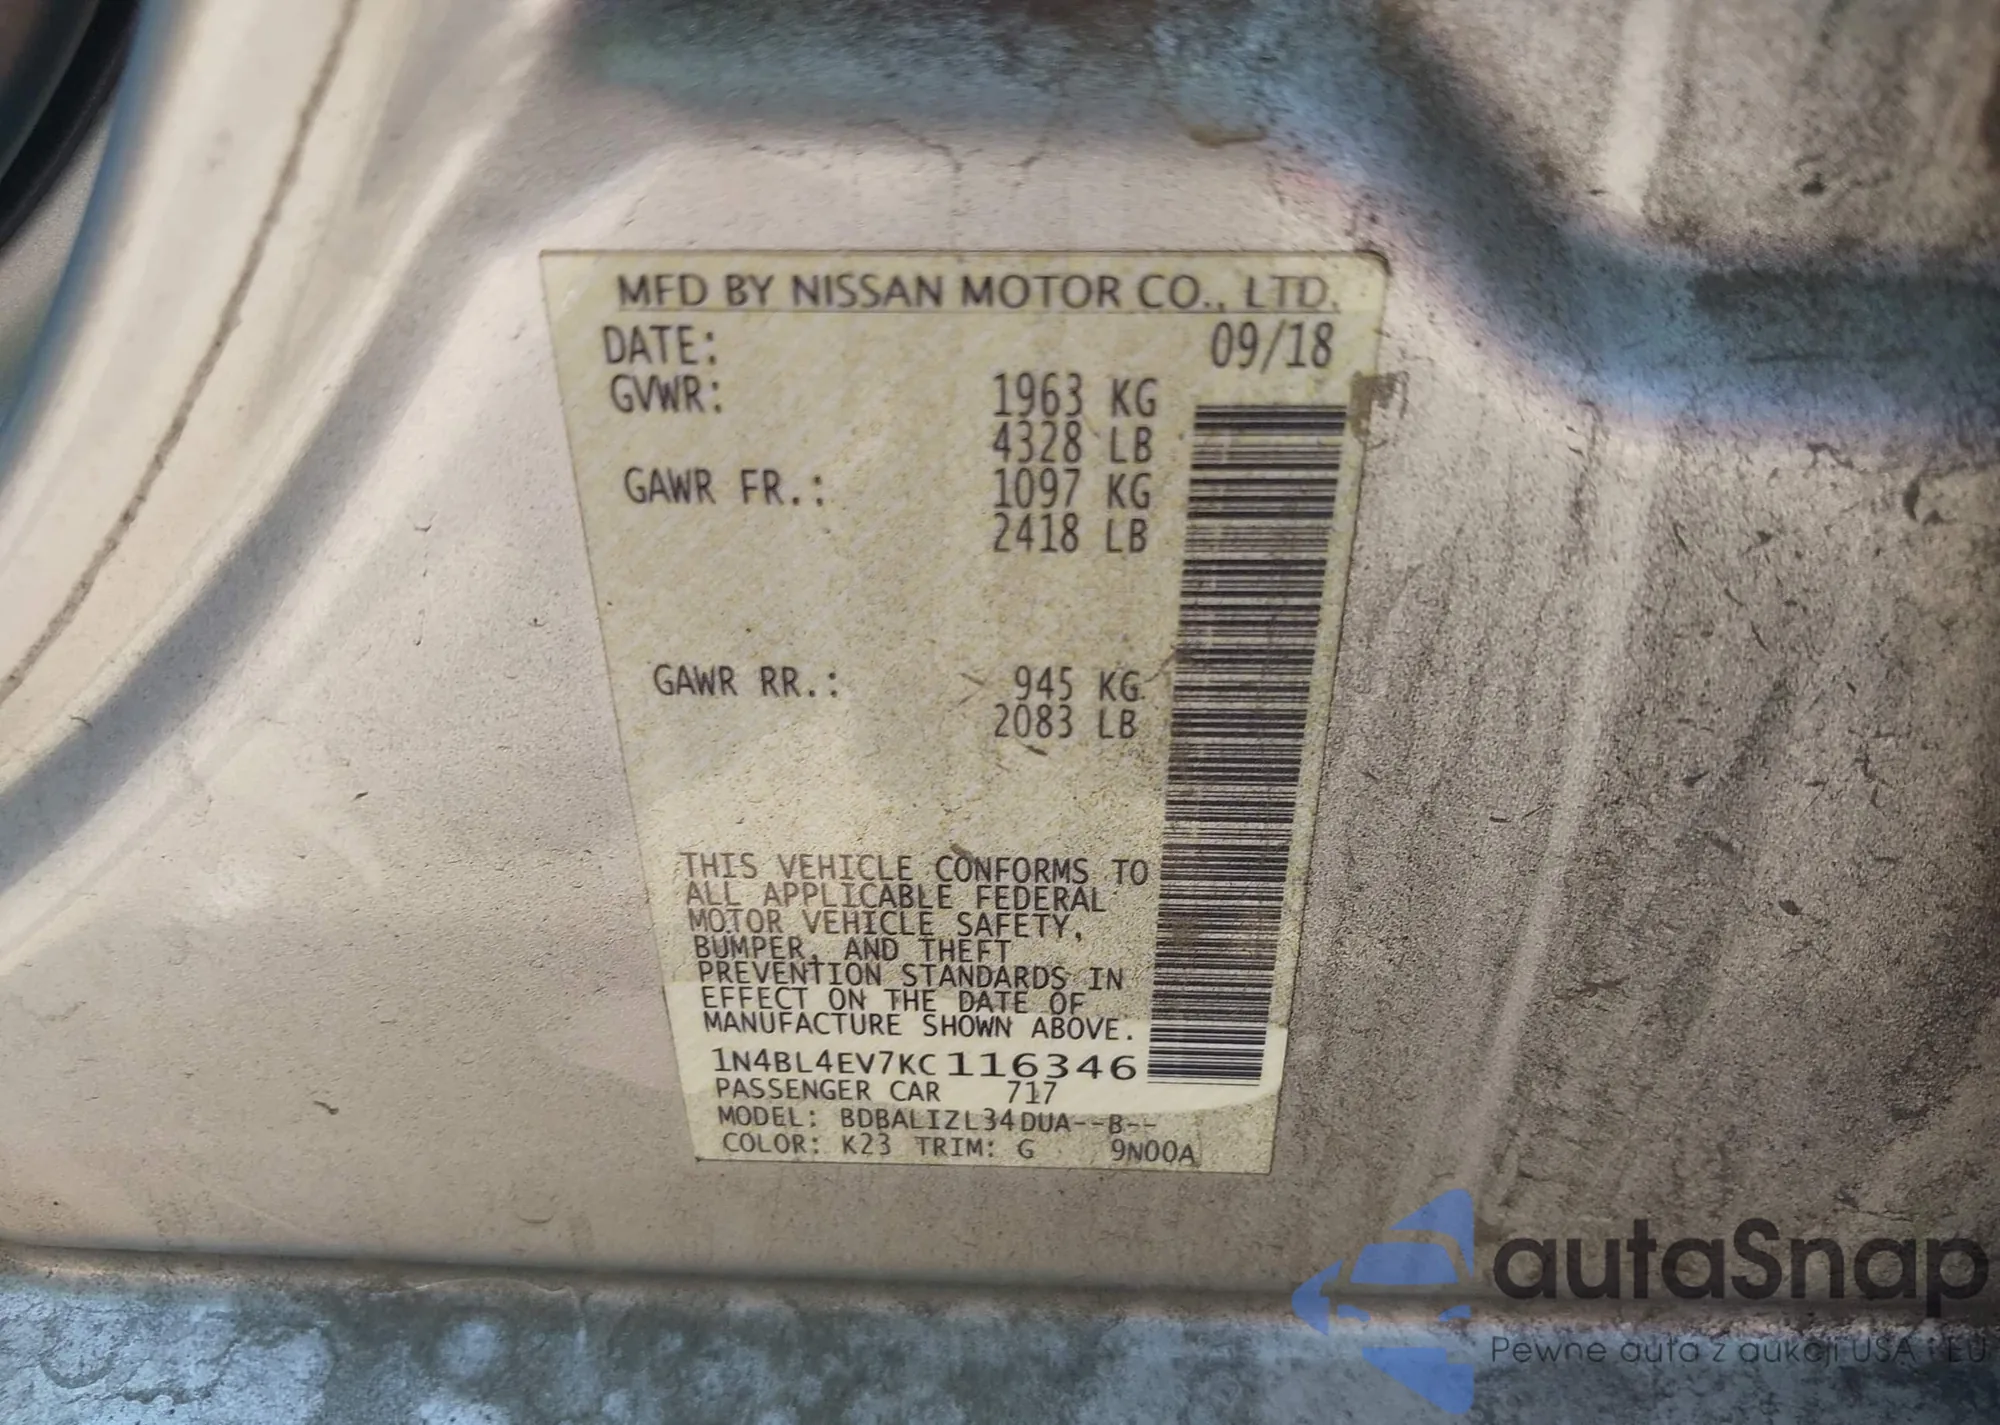 MFD BY NISSAN MOTOR CO., LTD.
DATE: 09/18
GVWR: 1963 KG
4328 LB
GAWR FR.: 1097 KG
2418 LB
GAWR RR.: 945 KG
2083 LB
THIS VEHICLE CONFORMS TO
ALL APPLICABLE FEDERAL
MOTOR VEHICLE SAFETY,
BUMPER, AND THEFT
PREVENTION STANDARDS IN
EFFECT ON THE DATE OF
MANUFACTURE SHOWN ABOVE.
1N4BL4EV7KC116346
PASSENGER CAR 717
MODEL: BDBALIZL34DUA--B--
COLOR: K23 TRIM: G 9N00A
autaSnap
Pewne auta z aukcji USA i EU